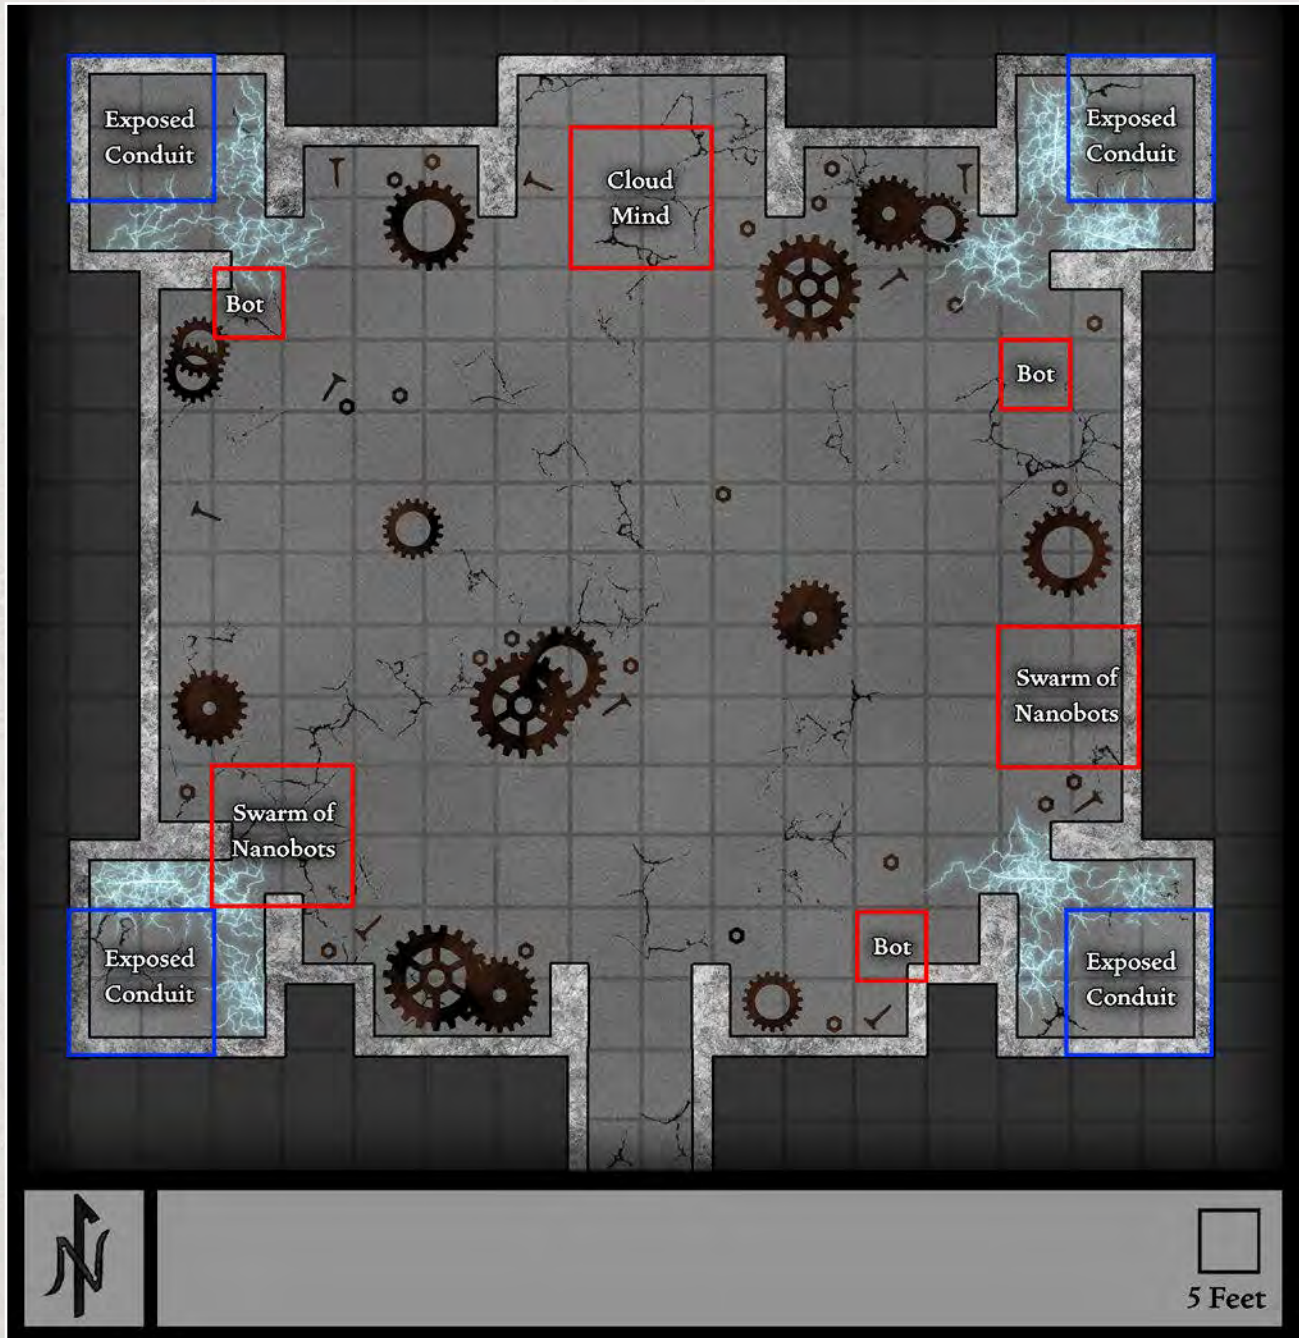 Exposed
Conduit
Exposed
Conduit
Cloud
Mind
Bot
Bot
Swarm of
Nanobots
Swarm of
Nanobots
Bot
Exposed
Conduit
Exposed
Conduit
N
5 Feet